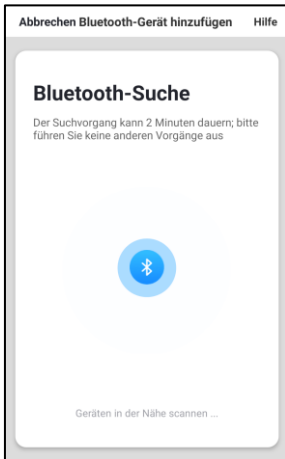 Abbrechen Bluetooth-Gerät hinzufügen Hilfe
Bluetooth-Suche
Der Suchvorgang kann 2 Minuten dauern; bitte
führen Sie keine anderen Vorgänge aus
Geräten in der Nähe scannen ...